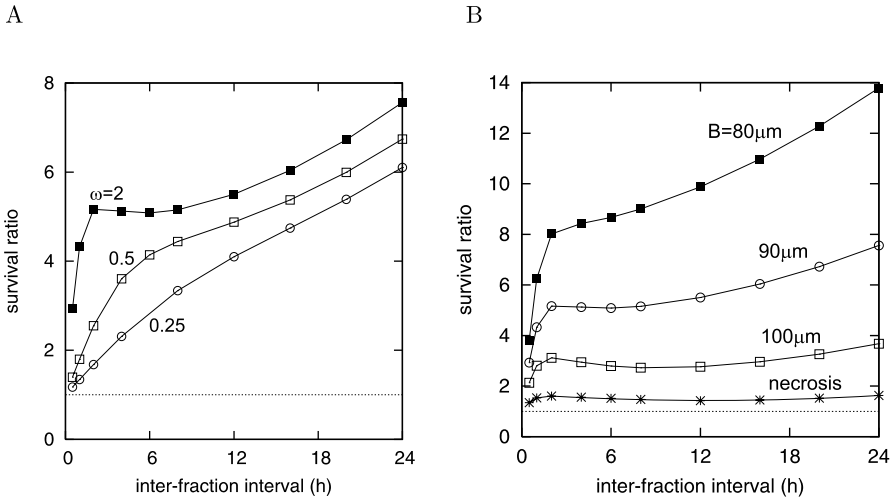 A
B
8
6
4
2
0
survival ratio
ω=2
0.5
0.25
0 6 12 18 24
inter-fraction interval (h)
14
12
10
8
6
4
2
0
survival ratio
B=80μm
90μm
100μm
necrosis
0 6 12 18 24
inter-fraction interval (h)